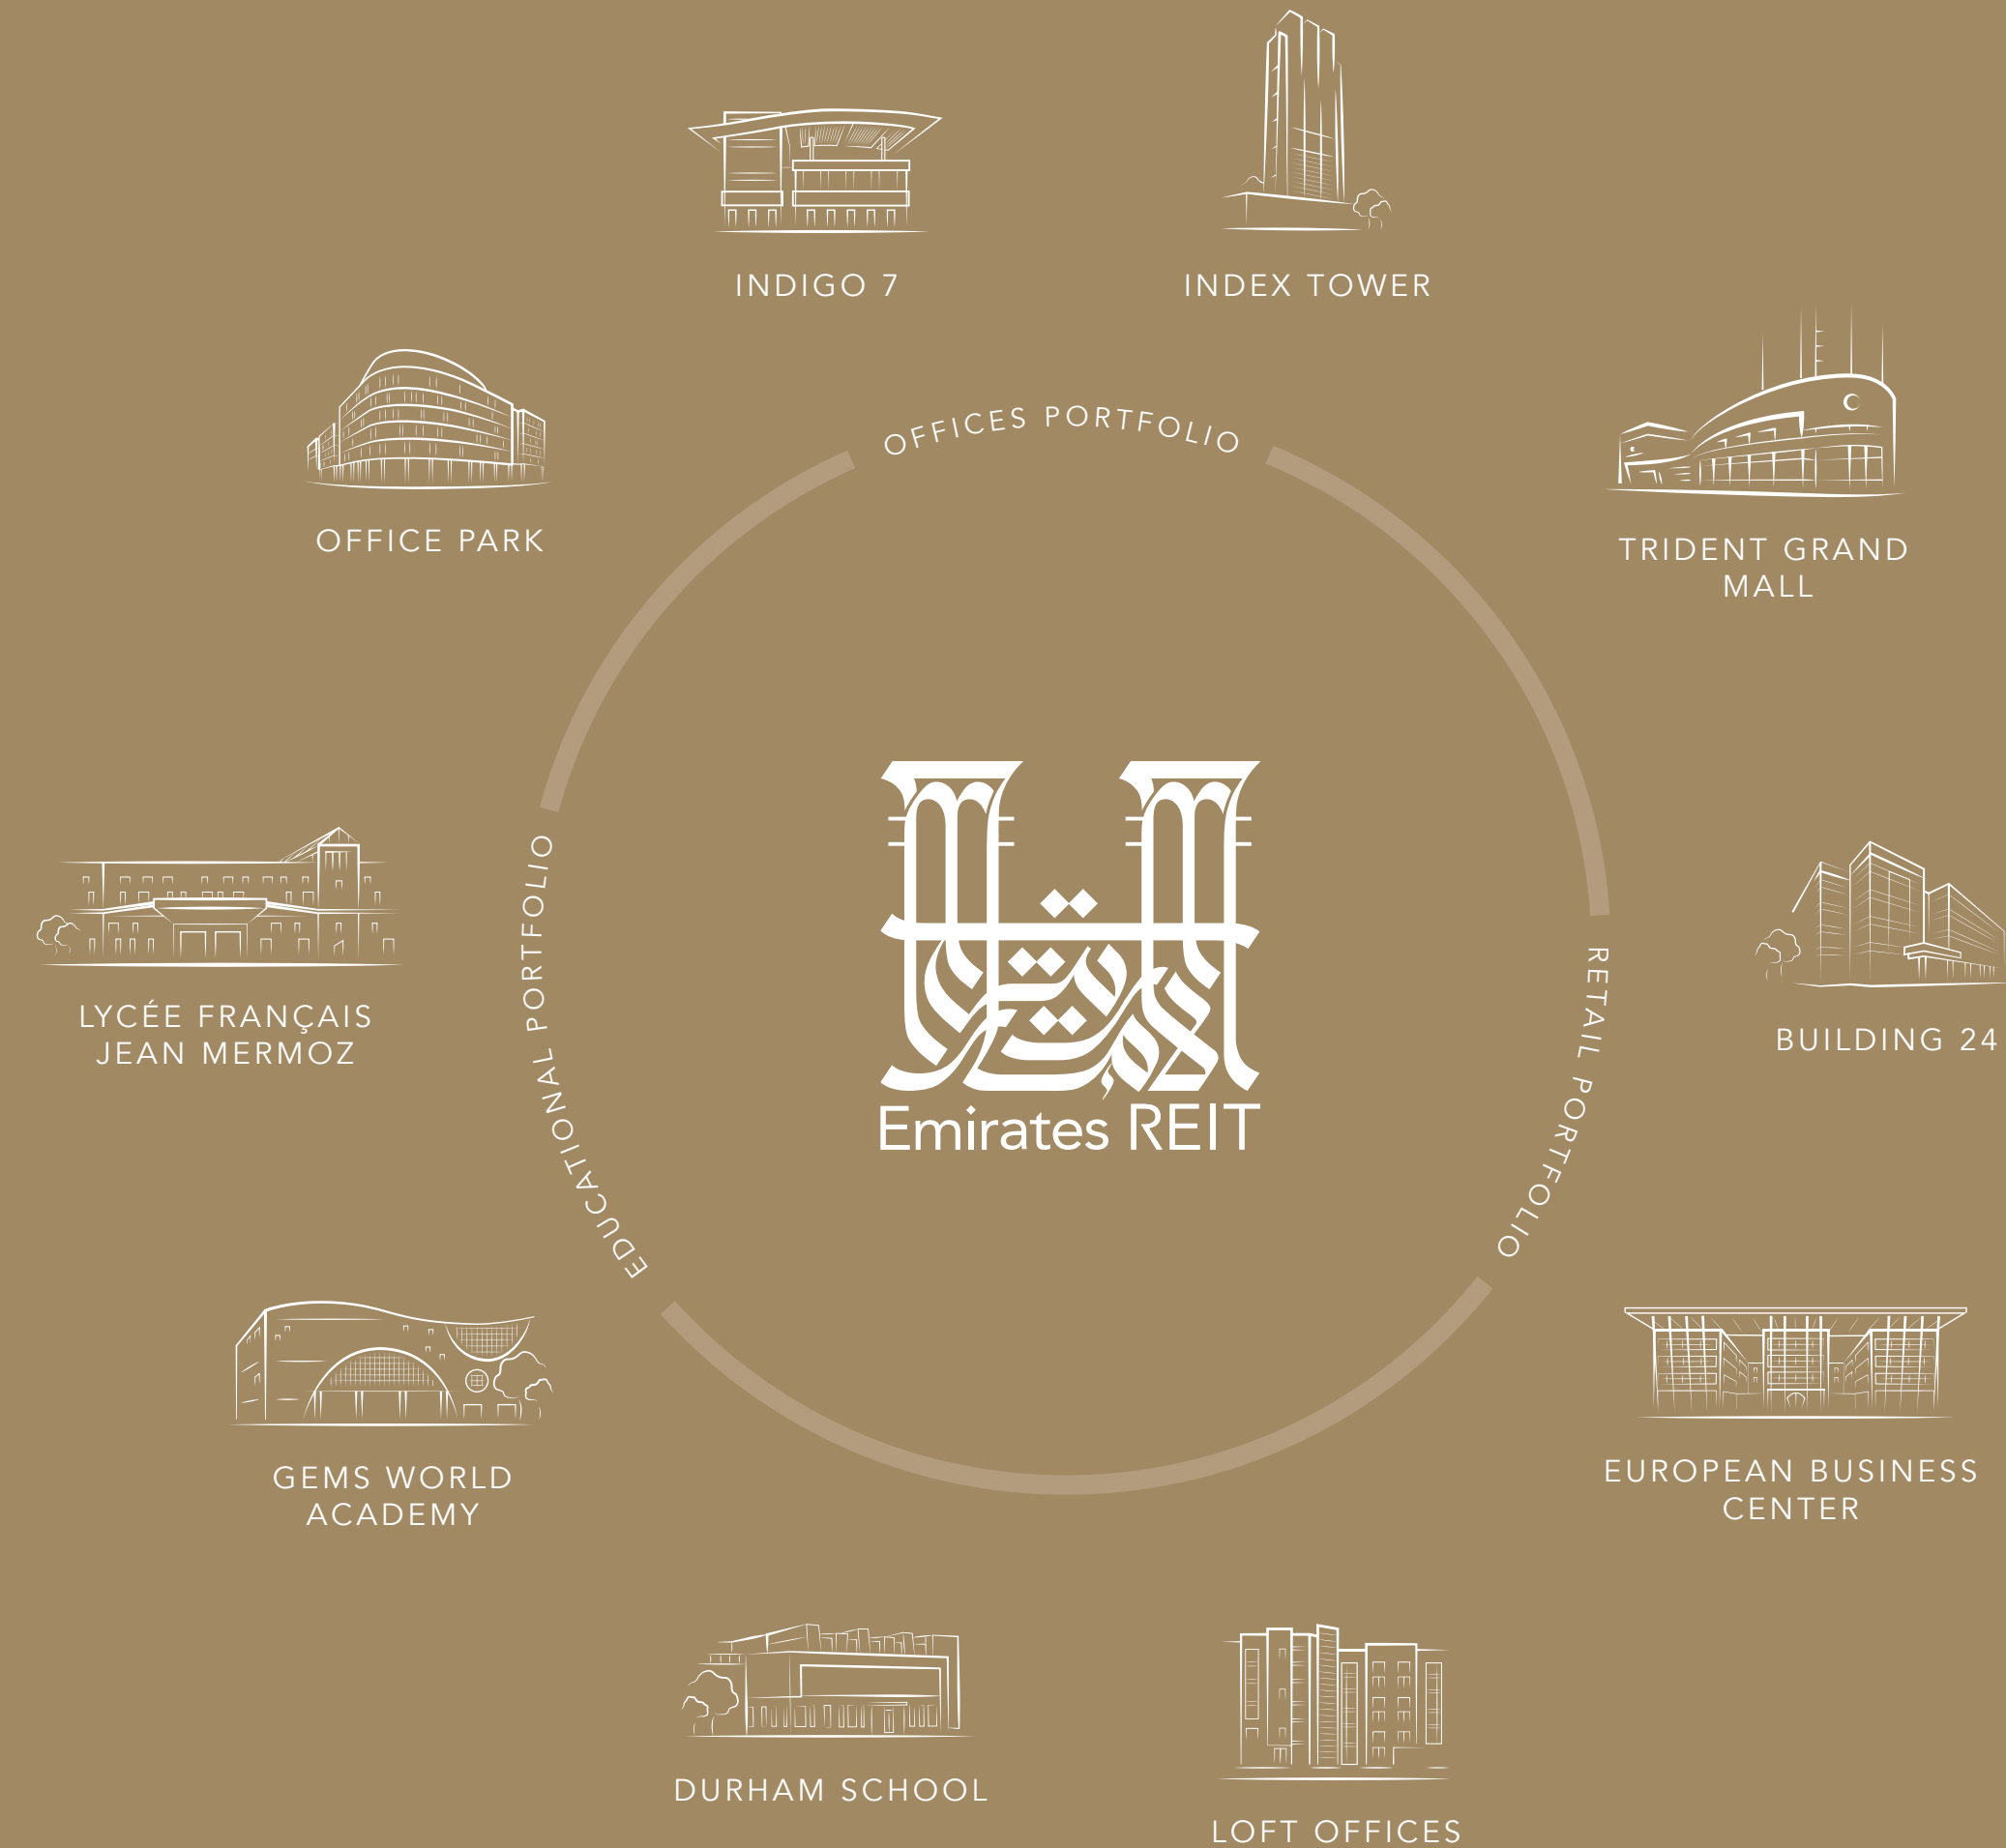 INDIGO 7
INDEX TOWER
OFFICE PARK
OFFICES PORTFOLIO
TRIDENT GRAND
MALL
EDUCATIONAL PORTFOLIO
RETAIL PORTFOLIO
LYCÉE FRANÇAIS
JEAN MERMOZ
BUILDING 24
Emirates REIT
GEMS WORLD
ACADEMY
EUROPEAN BUSINESS
CENTER
DURHAM SCHOOL
LOFT OFFICES